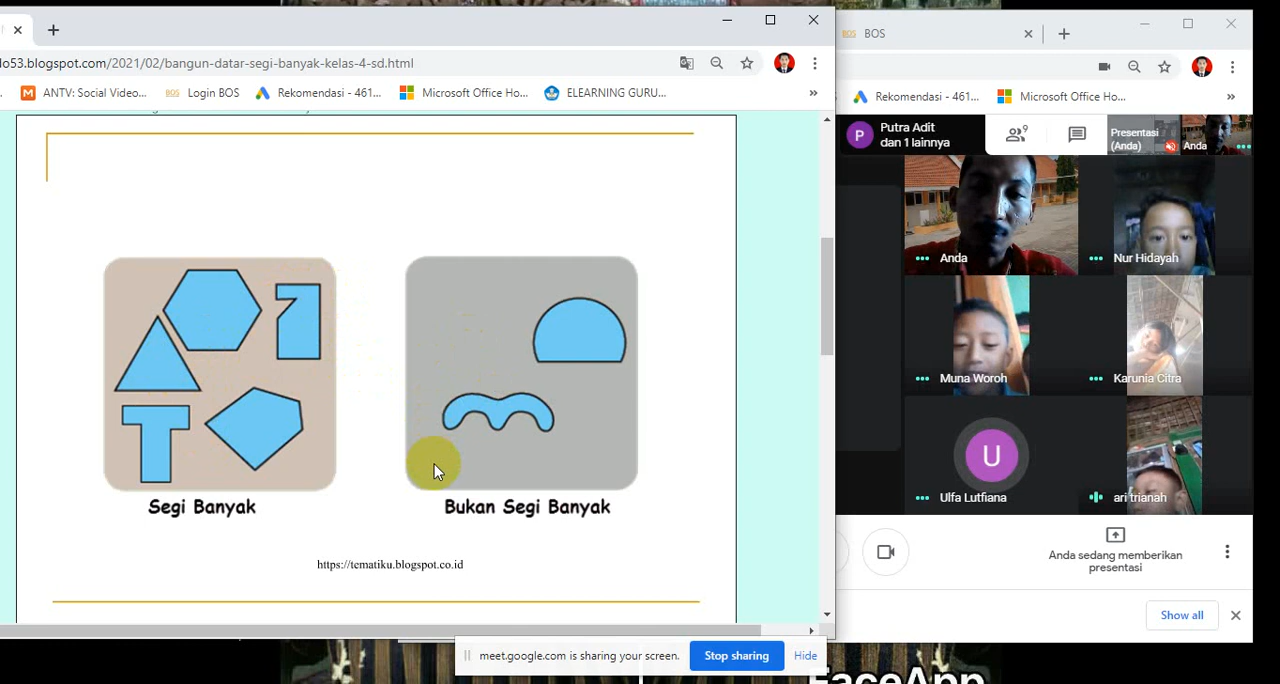 lo53.blogspot.com/2021/02/bangun-datar-segi-banyak-kelas-4-sd.html
ANTV: Social Video...
BOS Login BOS
Rekomendasi - 461...
Microsoft Office Ho...
ELEARNING GURU...
»
Segi Banyak
Bukan Segi Banyak
https://tematiku.blogspot.co.id
BOS BOS
Rekomendasi - 461...
Microsoft Office Ho...
»
P
Putra Adit
dan 1 lainnya
9
Presentasi
(Anda)
Anda
Anda
Nur Hidayah
Muna Woroh
Karunia Citra
U
Ulfa Lutfiana
ari trianah
Anda sedang memberikan
presentasi
Show all
meet.google.com is sharing your screen.
Stop sharing
Hide
FaceApp